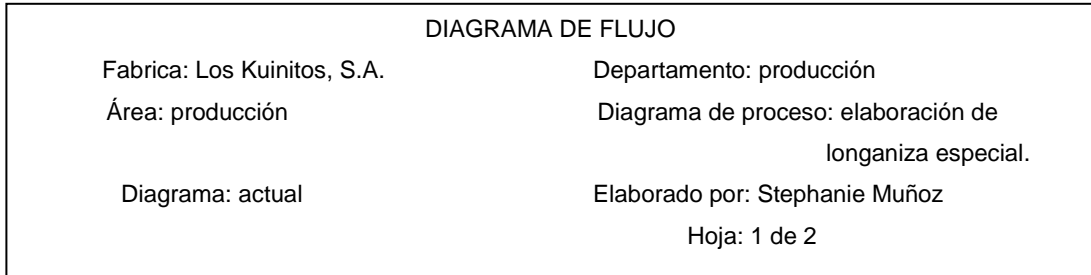 DIAGRAMA DE FLUJO
Fabrica: Los Kuinitos, S.A. Departamento: producción
Área: producción Diagrama de proceso: elaboración de
longaniza especial.
Diagrama: actual Elaborado por: Stephanie Muñoz
Hoja: 1 de 2